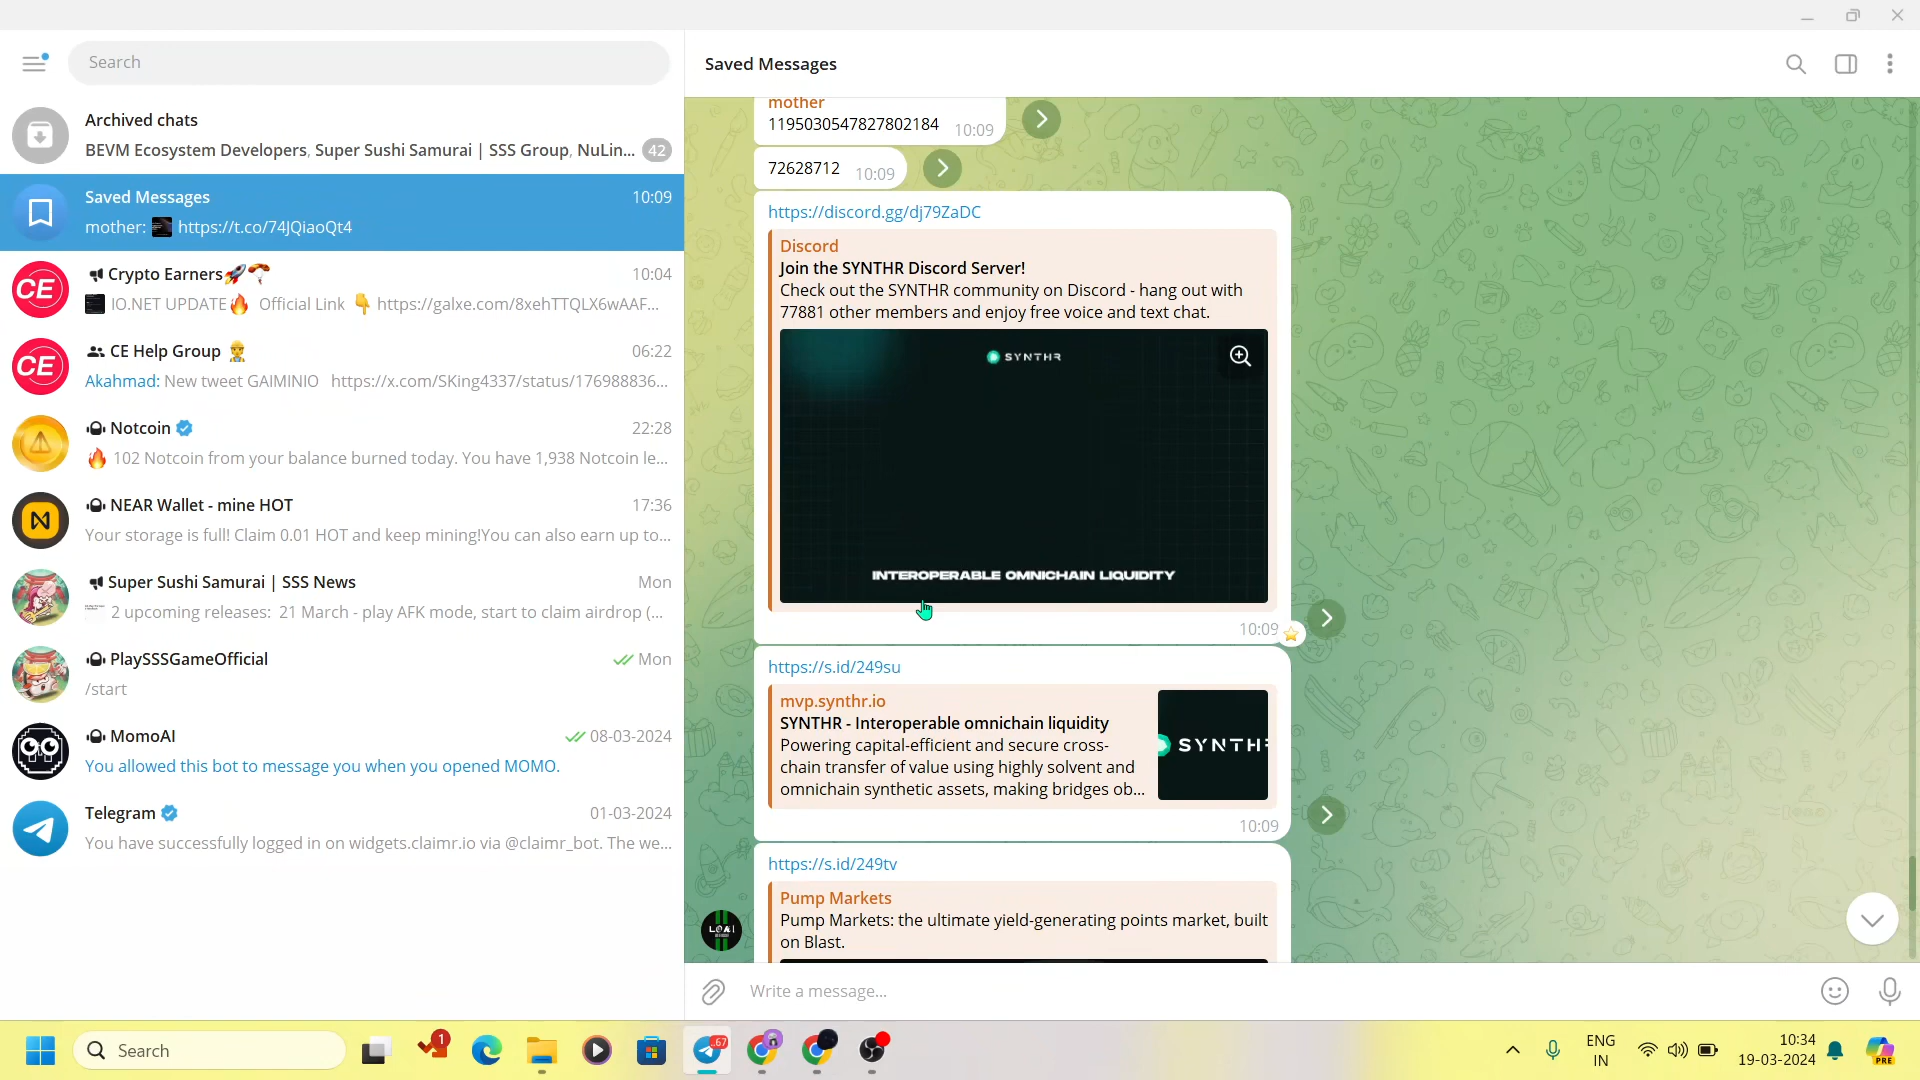 Search
Archived chats
BEVM Ecosystem Developers, Super Sushi Samurai | SSS Group, NuLin... 42
Saved Messages 10:09
mother: https://t.co/74JQiaoQt4
Crypto Earners🚀🪂 10:04
IO.NET UPDATE🔥 Official Link 👇 https://galxe.com/8xehTTQLX6wAAF...
CE
CE Help Group 👷 06:22
Akahmad: New tweet GAIMINIO https://x.com/SKing4337/status/176988836...
CE
Notcoin 22:28
🔥 102 Notcoin from your balance burned today. You have 1,938 Notcoin le...
NEAR Wallet - mine HOT 17:36
Your storage is full! Claim 0.01 HOT and keep mining!You can also earn up to...
Super Sushi Samurai | SSS News Mon
2 upcoming releases: 21 March - play AFK mode, start to claim airdrop (...
PlaySSSGameOfficial Mon
/start
MomoAI 08-03-2024
You allowed this bot to message you when you opened MOMO.
Telegram 01-03-2024
You have successfully logged in on widgets.claimr.io via @claimr_bot. The we...
Saved Messages
mother
1195030547827802184 10:09
72628712 10:09
https://discord.gg/dj79ZaDC
Discord
Join the SYNTHR Discord Server!
Check out the SYNTHR community on Discord - hang out with
77881 other members and enjoy free voice and text chat.
SYNTHR
INTEROPERABLE OMNICHAIN LIQUIDITY
10:09
https://s.id/249su
mvp.synthr.io
SYNTHR - Interoperable omnichain liquidity
Powering capital-efficient and secure cross-
chain transfer of value using highly solvent and
omnichain synthetic assets, making bridges ob...
SYNTH
10:09
https://s.id/249tv
Pump Markets
Pump Markets: the ultimate yield-generating points market, built
on Blast.
Write a message...
Search
1
.67
ENG
IN
10:34
19-03-2024
PRE